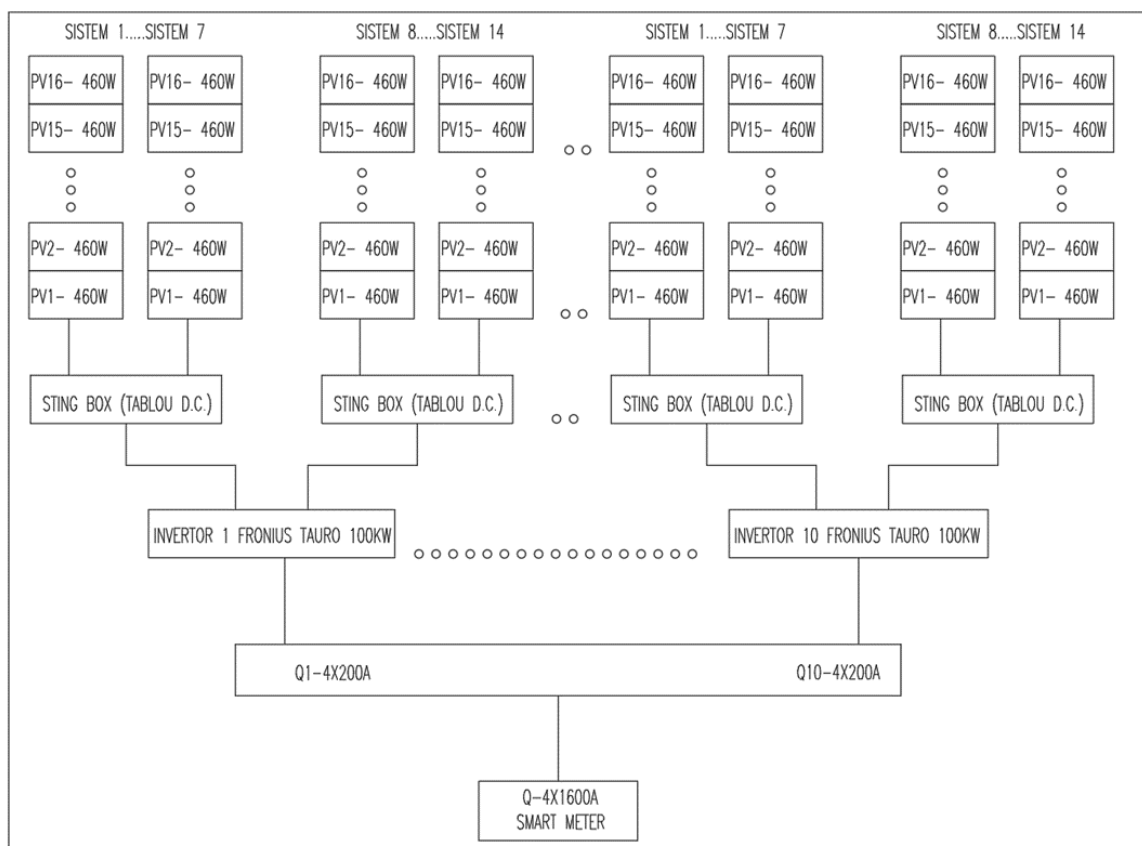 SISTEM 1.....SISTEM 7
SISTEM 8.....SISTEM 14
SISTEM 1.....SISTEM 7
SISTEM 8.....SISTEM 14
PV16- 460W
PV16- 460W
PV16- 460W
PV16- 460W
PV16- 460W
PV16- 460W
PV16- 460W
PV16- 460W
PV15- 460W
PV15- 460W
PV15- 460W
PV15- 460W
PV15- 460W
PV15- 460W
PV15- 460W
PV15- 460W
PV2- 460W
PV2- 460W
PV2- 460W
PV2- 460W
PV2- 460W
PV2- 460W
PV2- 460W
PV2- 460W
PV1- 460W
PV1- 460W
PV1- 460W
PV1- 460W
PV1- 460W
PV1- 460W
PV1- 460W
PV1- 460W
STING BOX (TABLOU D.C.)
STING BOX (TABLOU D.C.)
STING BOX (TABLOU D.C.)
STING BOX (TABLOU D.C.)
INVERTOR 1 FRONIUS TAURO 100KW
INVERTOR 10 FRONIUS TAURO 100KW
Q1-4X200A
Q10-4X200A
Q-4X1600A
SMART METER